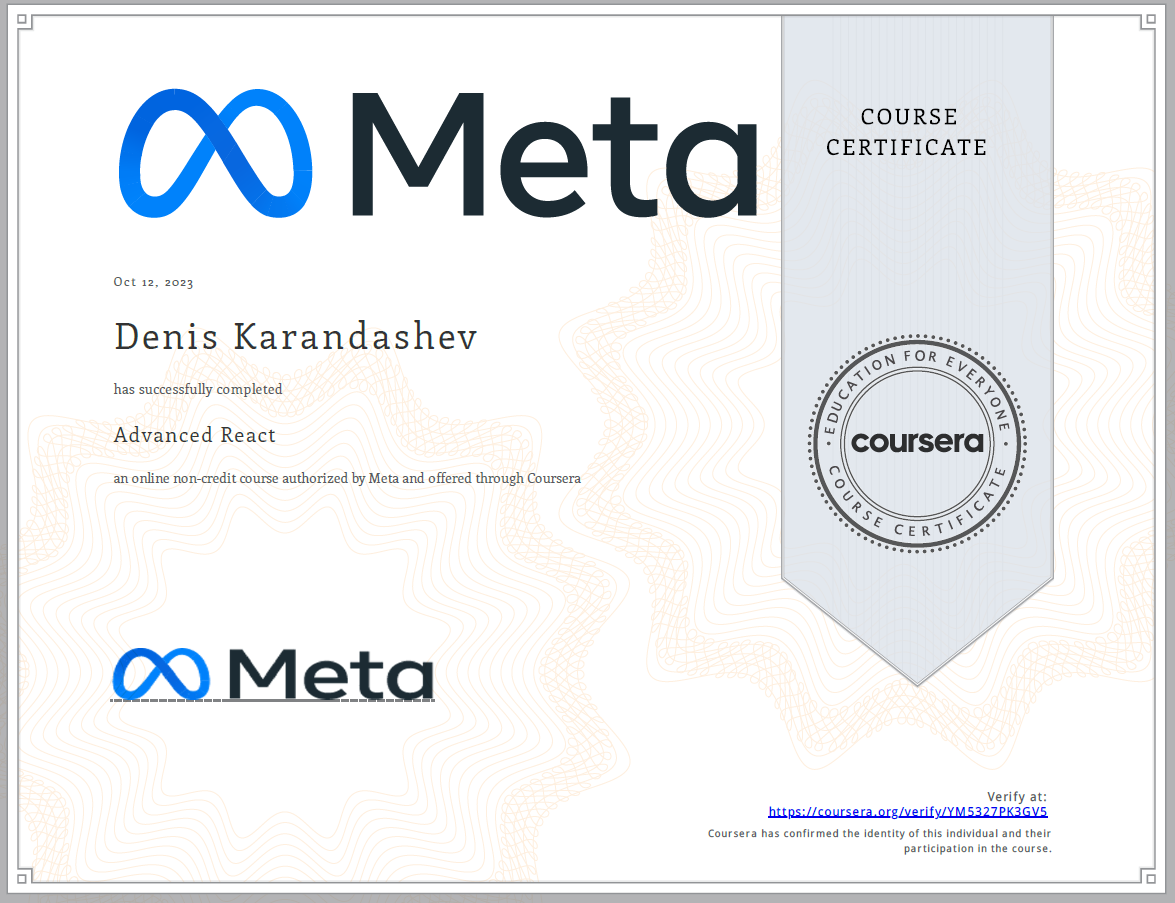 Meta
COURSE
CERTIFICATE
Oct 12, 2023
Denis Karandashev
has successfully completed
Advanced React
an online non-credit course authorized by Meta and offered through Coursera
EDUCATION FOR EVERYONE
coursera
COURSE CERTIFICATE
Meta
Verify at:
https://coursera.org/verify/YM5327PK3GV5
Coursera has confirmed the identity of this individual and their
participation in the course.